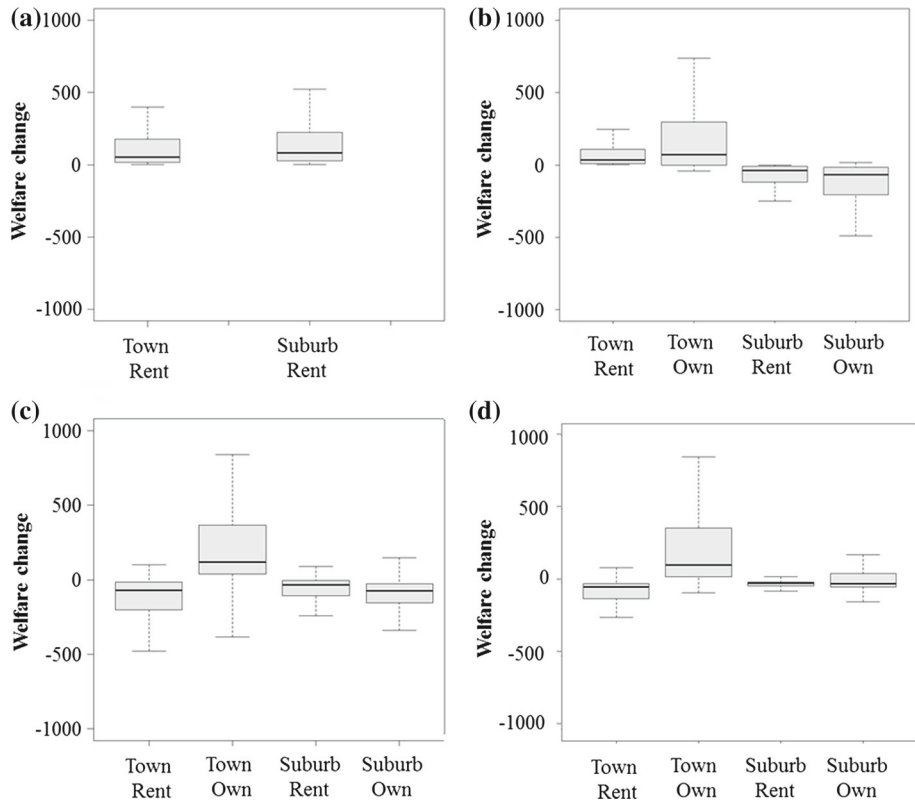 (a)
1000
500
0
-500
-1000
Welfare change
Town Rent
Suburb Rent
(b)
1000
500
0
-500
-1000
Welfare change
Town Rent
Town Own
Suburb Rent
Suburb Own
(c)
1000
500
0
-500
-1000
Welfare change
Town Rent
Town Own
Suburb Rent
Suburb Own
(d)
1000
500
0
-500
-1000
Welfare change
Town Rent
Town Own
Suburb Rent
Suburb Own